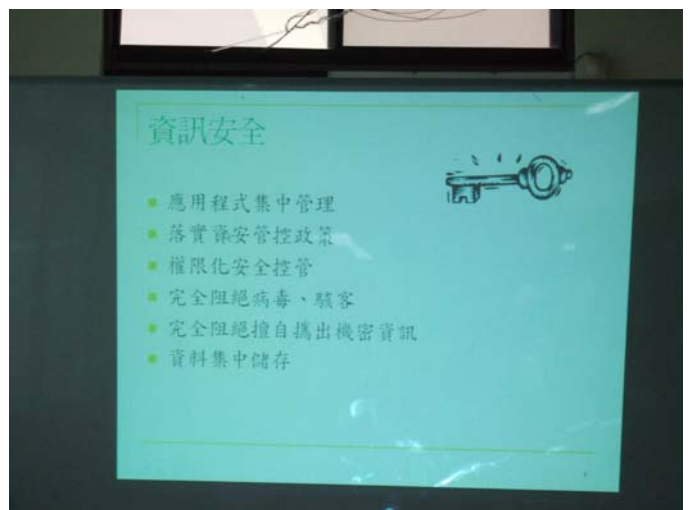 資訊安全
應用程式集中管理
落實資安管控政策
權限化安全控管
完全阻絕病毒、駭客
完全阻絕擅自攜出機密資訊
資料集中儲存